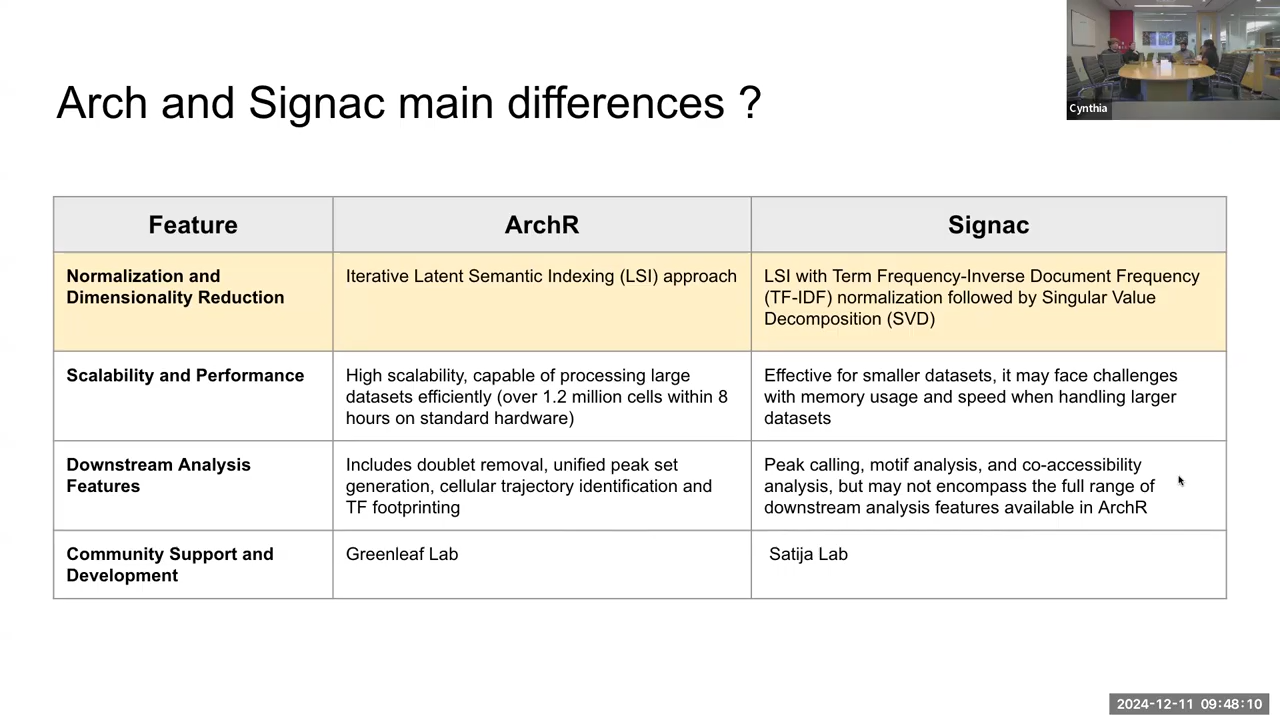 Arch and Signac main differences ?
Cynthia
Feature
ArchR
Signac
Normalization and
Dimensionality Reduction
Iterative Latent Semantic Indexing (LSI) approach
LSI with Term Frequency-Inverse Document Frequency
(TF-IDF) normalization followed by Singular Value
Decomposition (SVD)
Scalability and Performance
High scalability, capable of processing large
datasets efficiently (over 1.2 million cells within 8
hours on standard hardware)
Effective for smaller datasets, it may face challenges
with memory usage and speed when handling larger
datasets
Downstream Analysis
Features
Includes doublet removal, unified peak set
generation, cellular trajectory identification and
TF footprinting
Peak calling, motif analysis, and co-accessibility
analysis, but may not encompass the full range of
downstream analysis features available in ArchR
Community Support and
Development
Greenleaf Lab
Satija Lab
2024-12-11 09:48:10